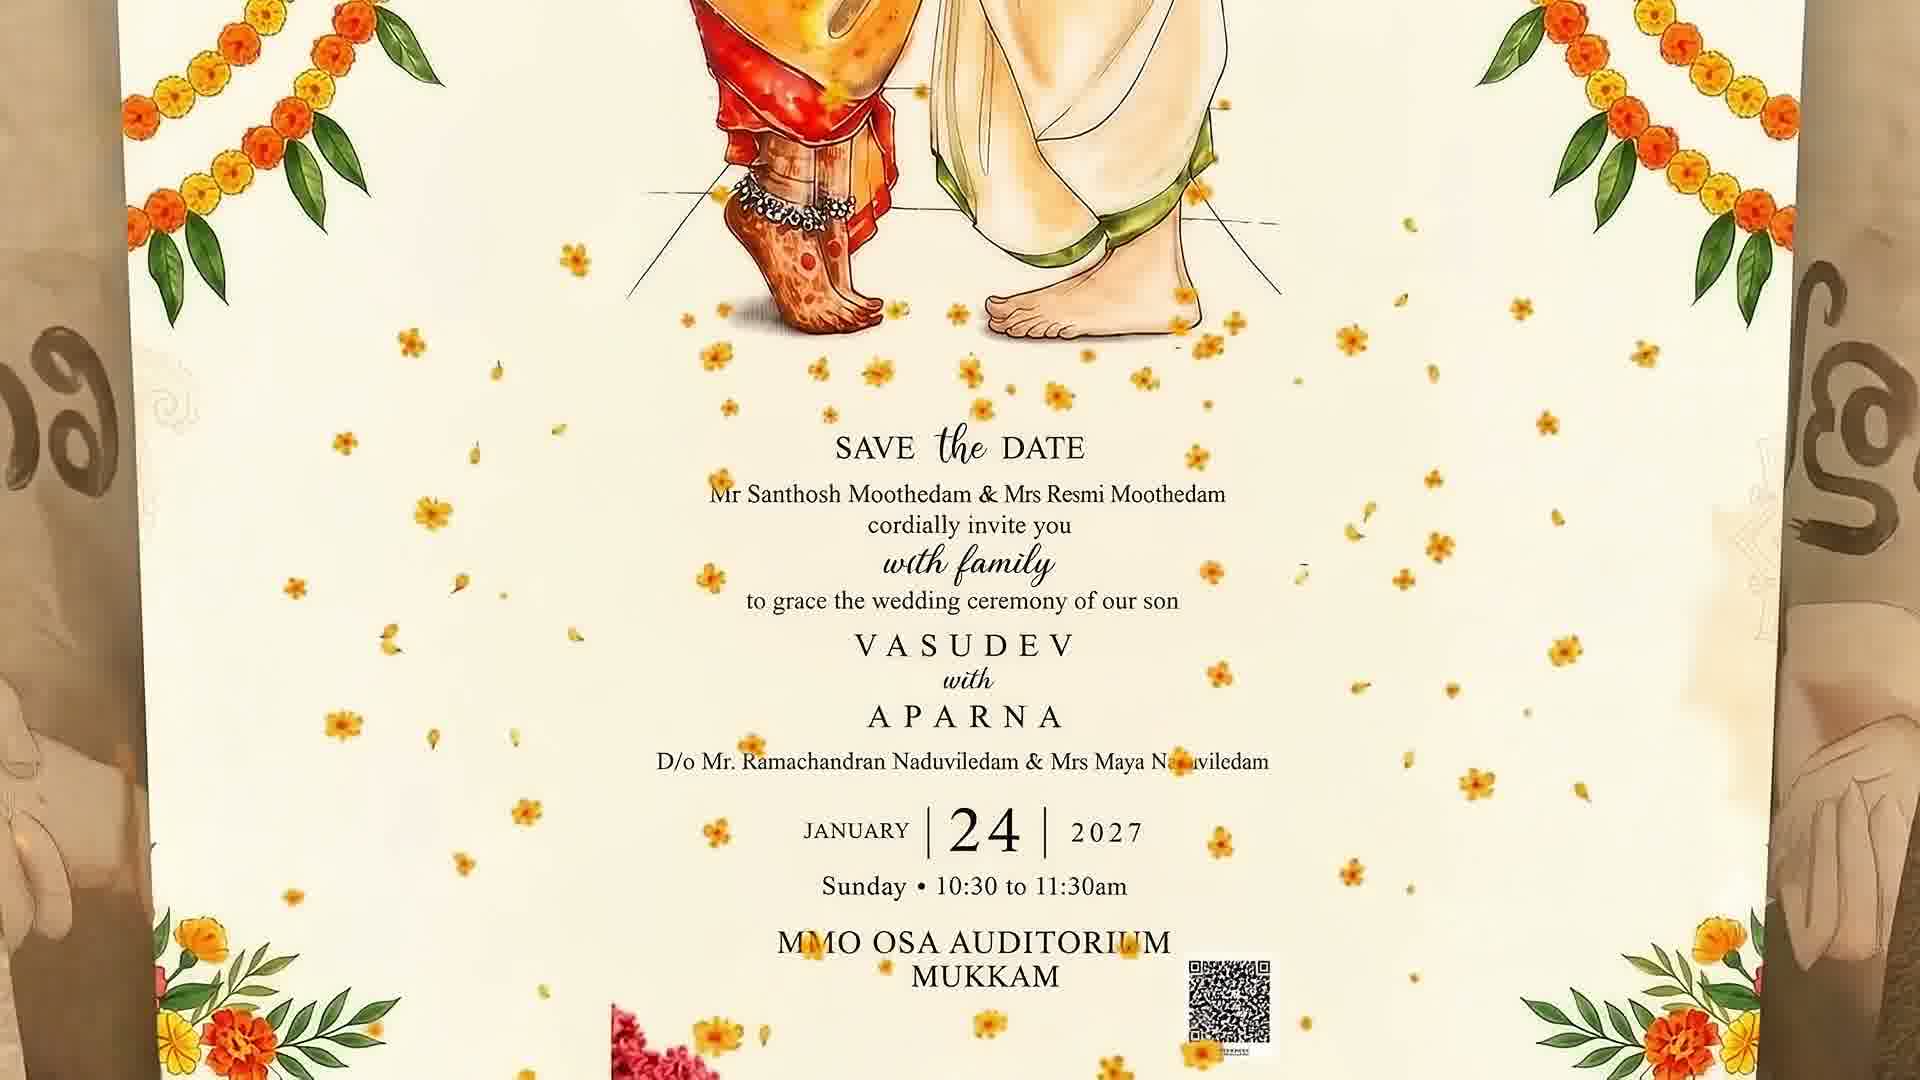 SAVE the DATE
Mr Santhosh Moothedam & Mrs Resmi Moothedam
cordially invite you
with family
to grace the wedding ceremony of our son
VASUDEV
with
APARNA
D/o Mr. Ramachandran Naduviledam & Mrs Maya Naduviledam
JANUARY | 24 | 2027
Sunday • 10:30 to 11:30am
MMO OSA AUDITORIUM
MUKKAM